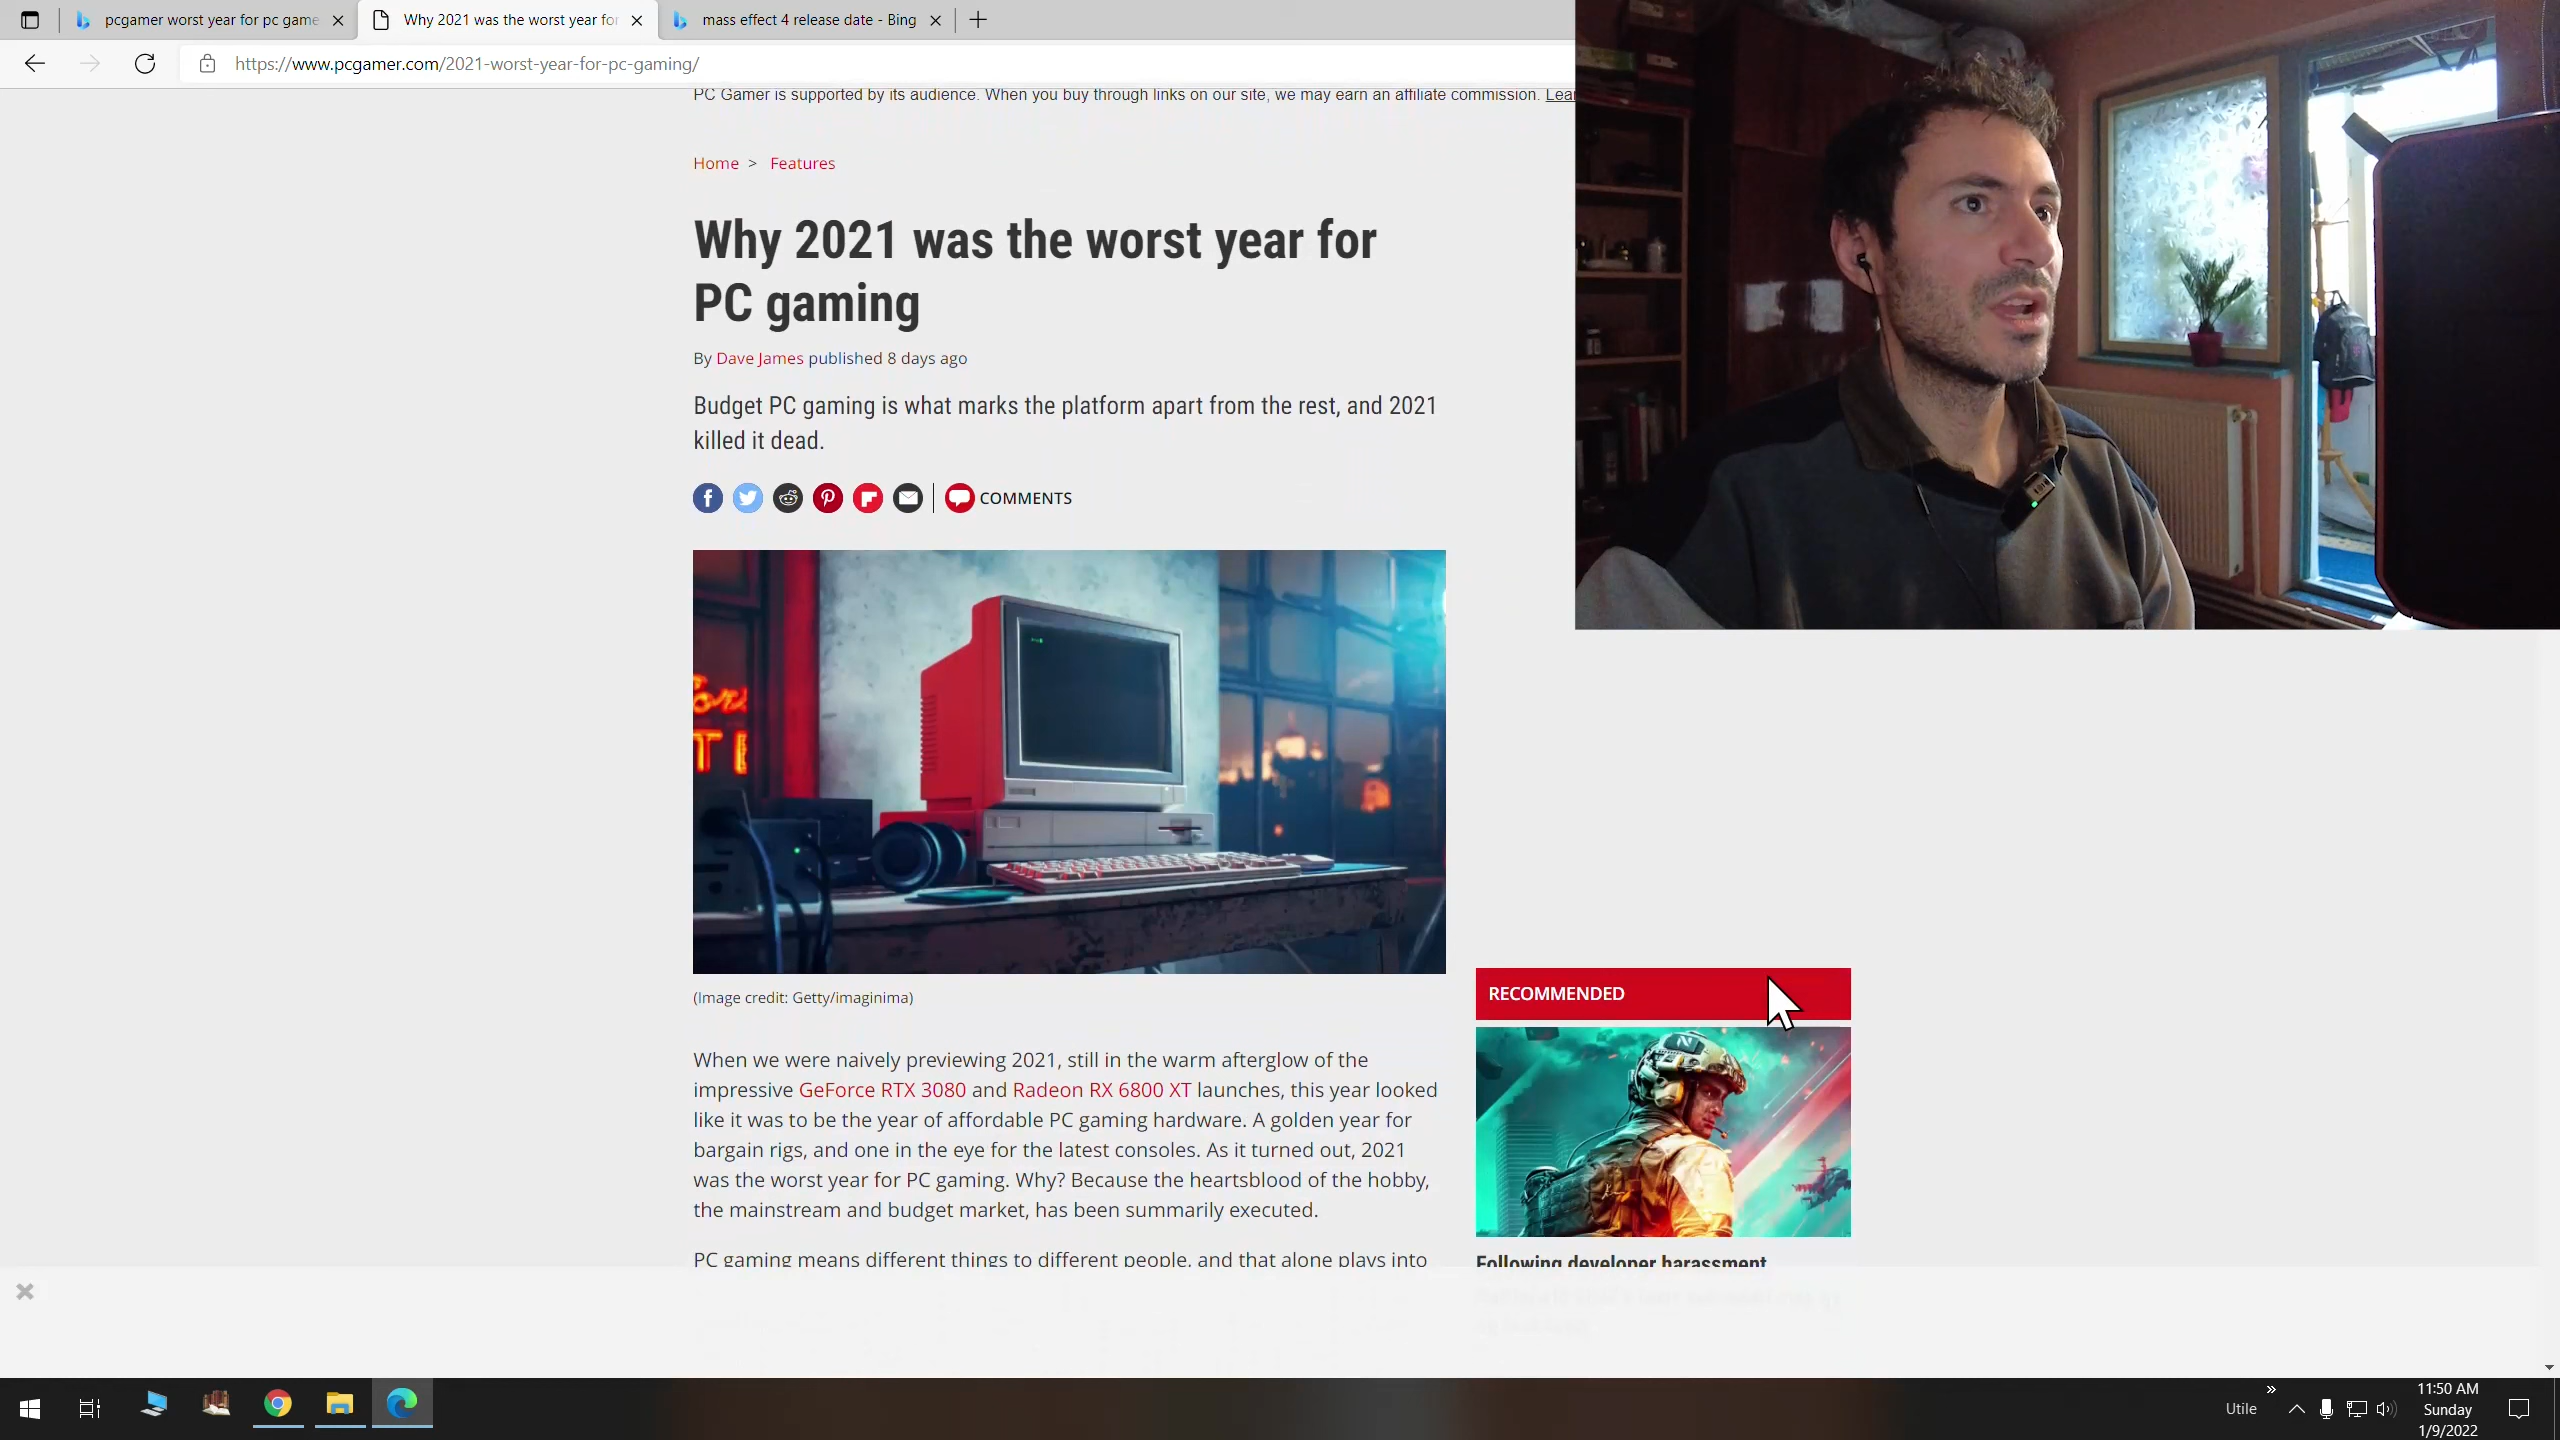 pcgamer worst year for pc game
Why 2021 was the worst year for
mass effect 4 release date - Bing
https://www.pcgamer.com/2021-worst-year-for-pc-gaming/
PC Gamer is supported by its audience. When you buy through links on our site, we may earn an affiliate commission. Lear
Home > Features
Why 2021 was the worst year for
PC gaming
By Dave James published 8 days ago
Budget PC gaming is what marks the platform apart from the rest, and 2021
killed it dead.
COMMENTS
(Image credit: Getty/imaginima)
When we were naively previewing 2021, still in the warm afterglow of the
impressive GeForce RTX 3080 and Radeon RX 6800 XT launches, this year looked
like it was to be the year of affordable PC gaming hardware. A golden year for
bargain rigs, and one in the eye for the latest consoles. As it turned out, 2021
was the worst year for PC gaming. Why? Because the heartsblood of the hobby,
the mainstream and budget market, has been summarily executed.
PC gaming means different things to different people, and that alone plays into
RECOMMENDED
Following developer harassment
Utile
11:50 AM
Sunday
1/9/2022